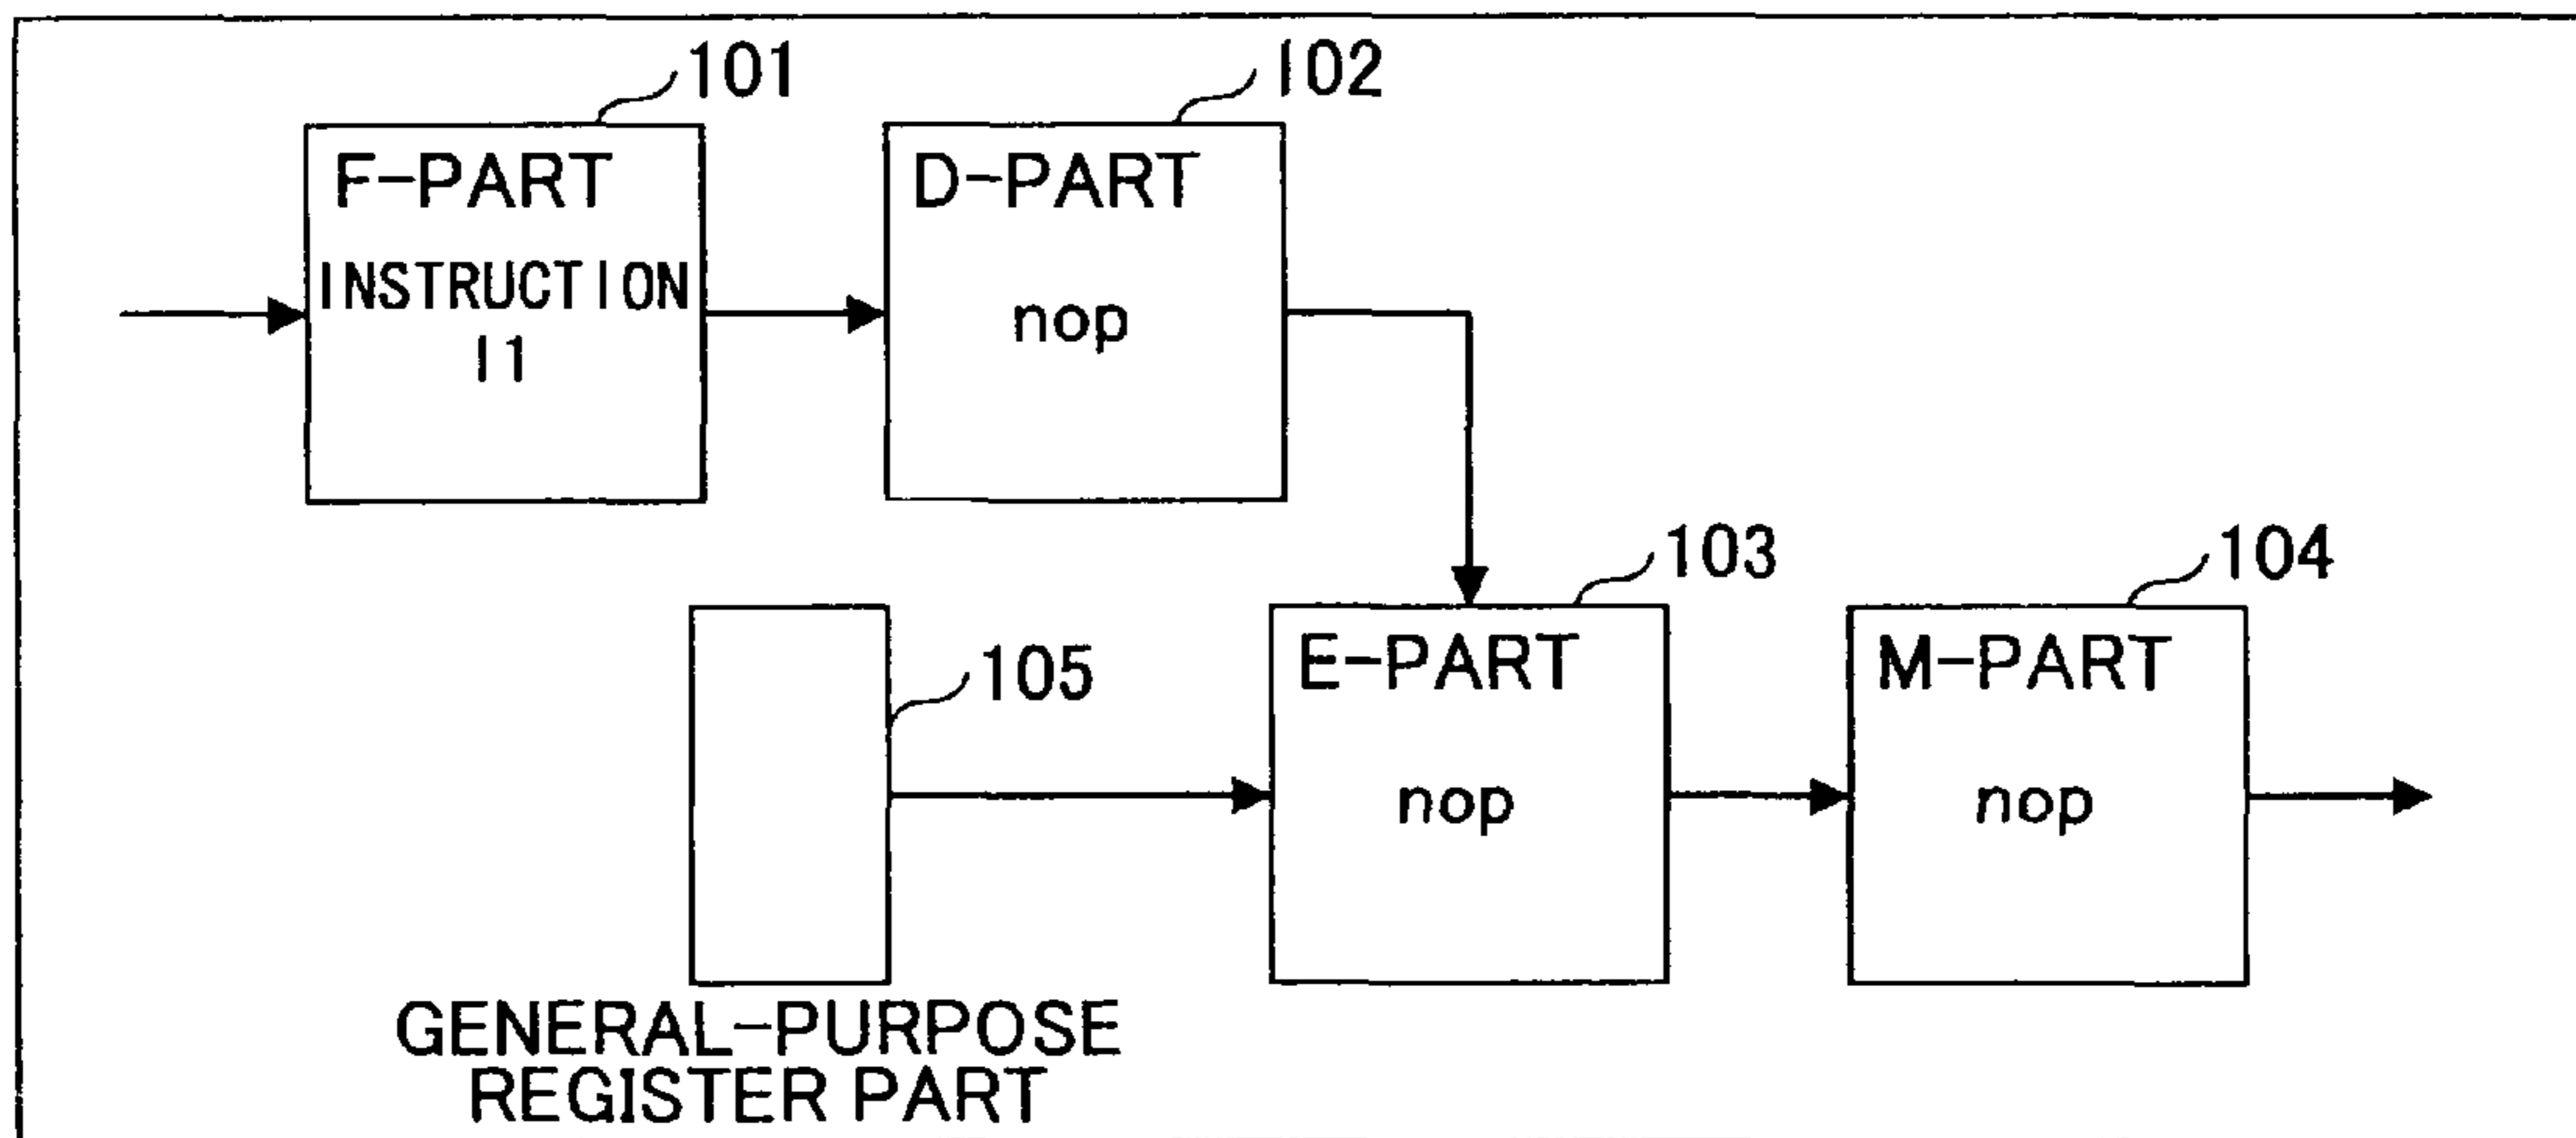 101
102
F-PART
INSTRUCTION
I1
D-PART
nop
103
104
105
E-PART
nop
M-PART
nop
GENERAL-PURPOSE
REGISTER PART